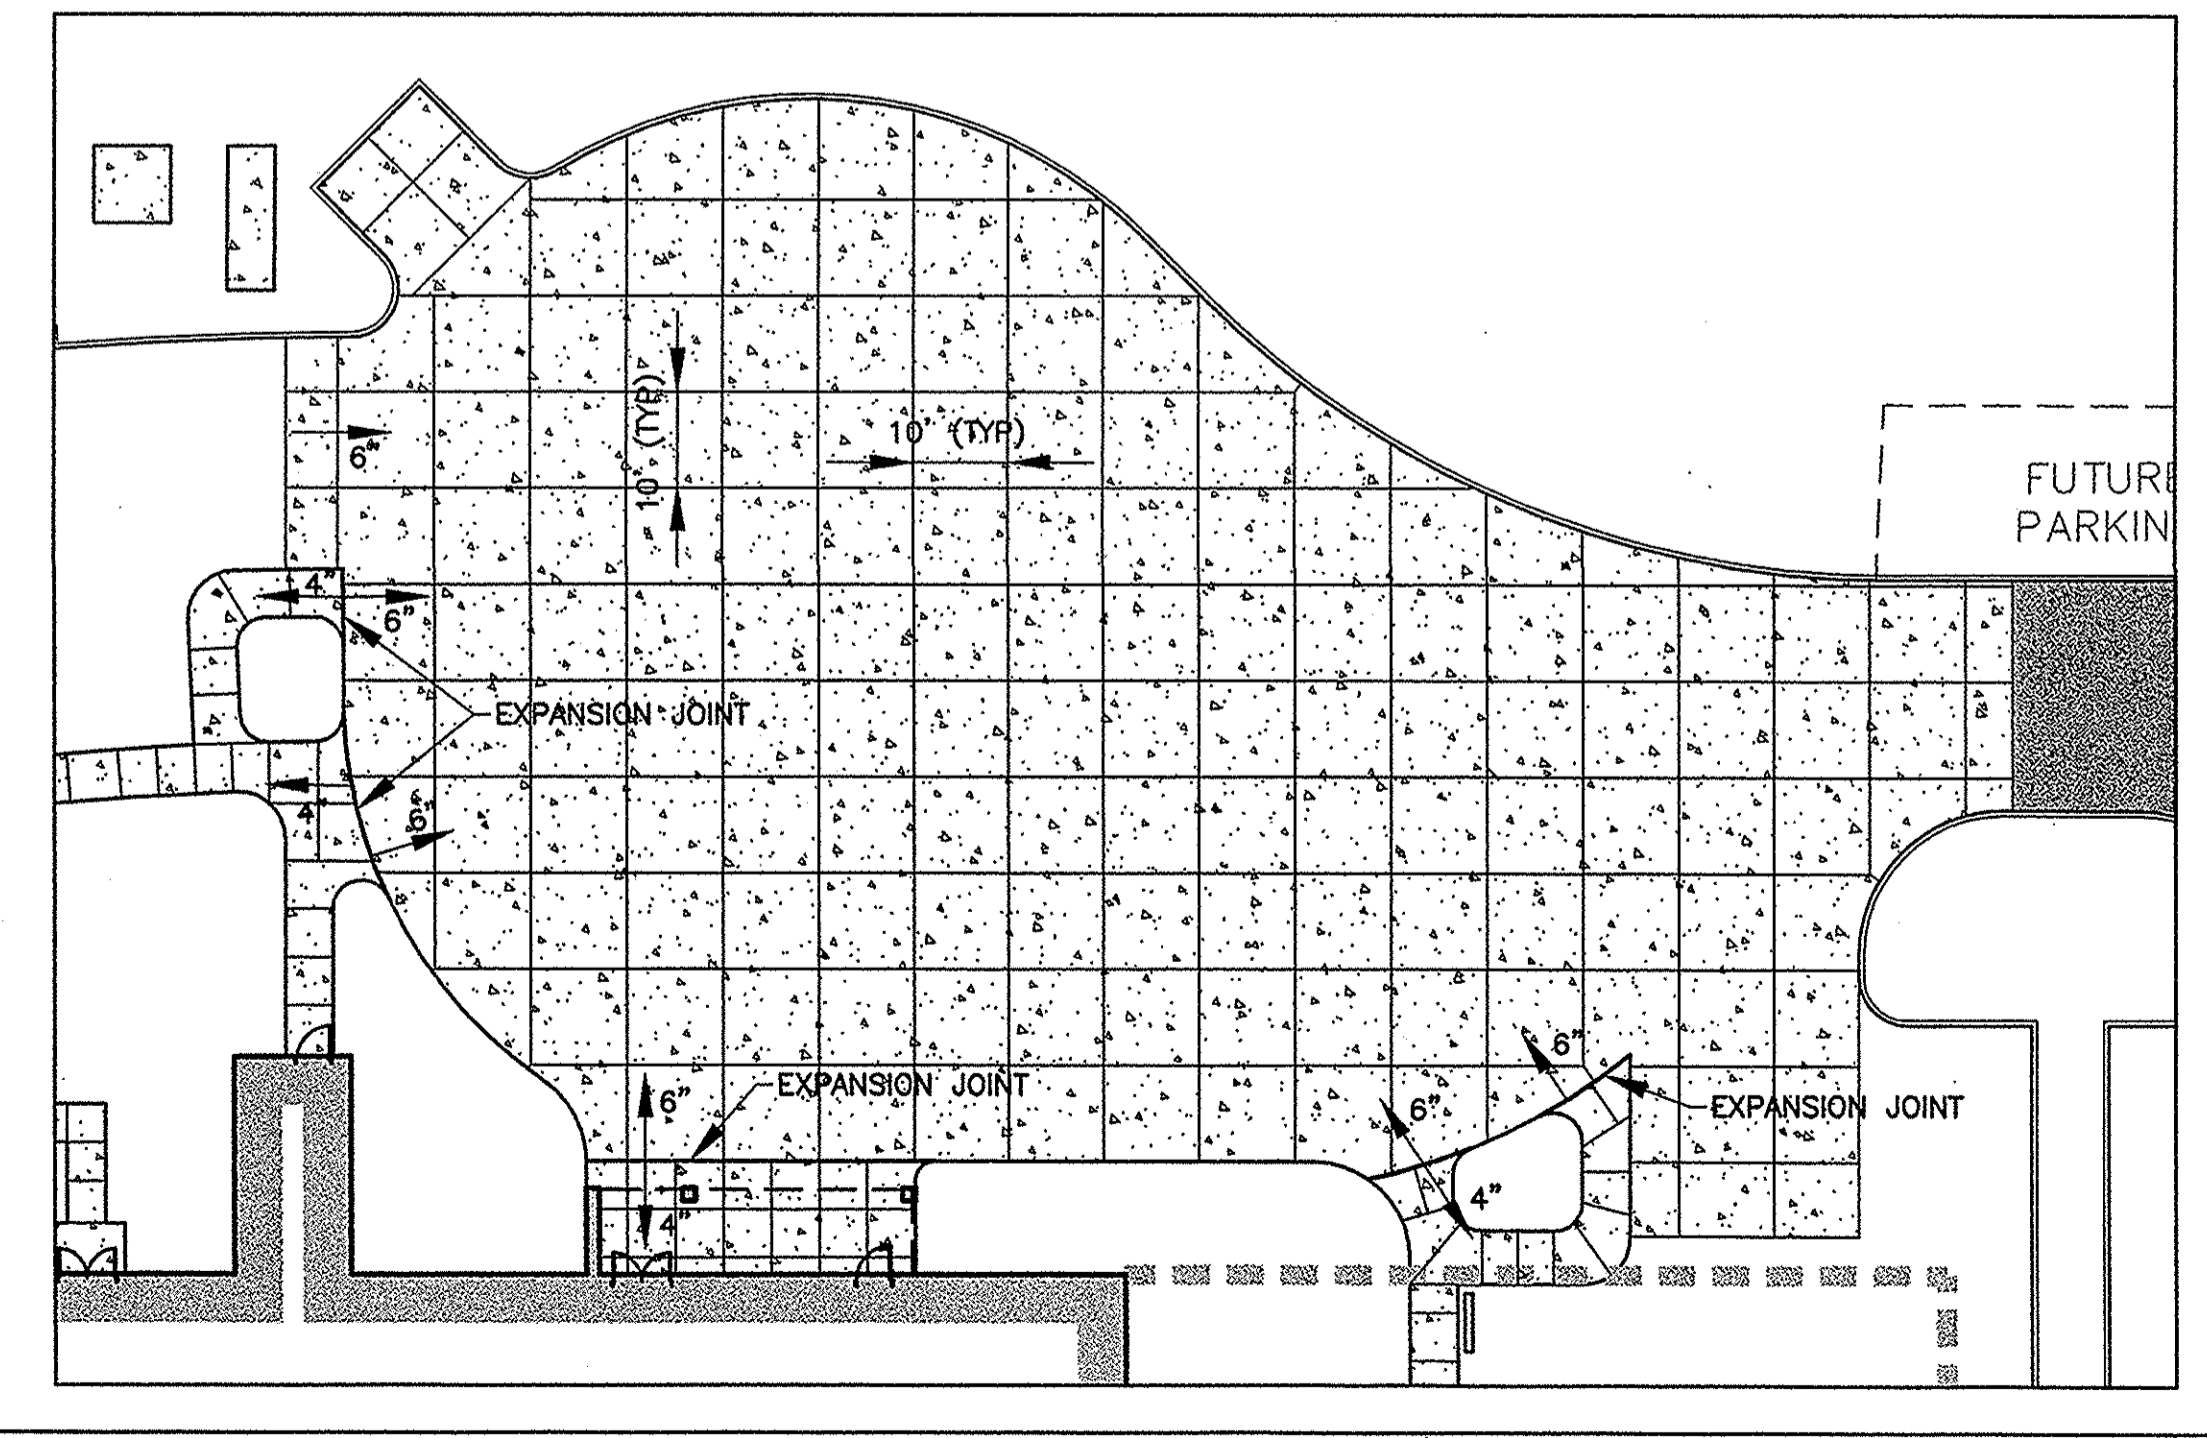 10' (TYP)
10' (TYP)
6"
FUTURE
PARKIN
4"
6"
EXPANSION JOINT
4"
6"
6"
6"
EXPANSION JOINT
6"
EXPANSION JOINT
4"
4"